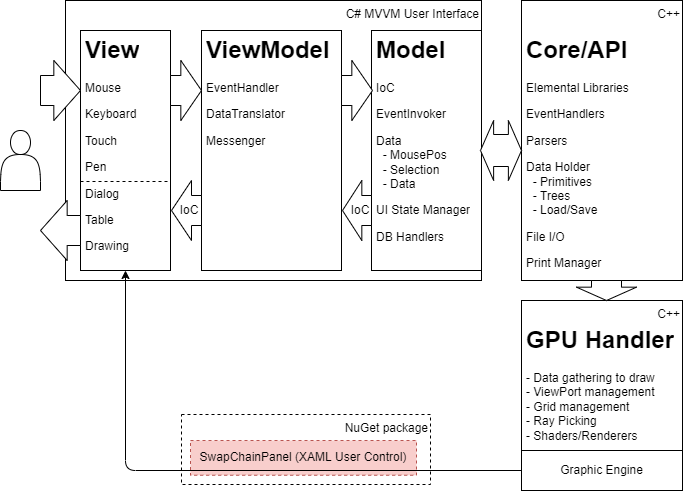 C# MVVM User Interface
View
Mouse
Keyboard
Touch
Pen
Dialog
Table
Drawing
ViewModel
EventHandler
DataTranslator
Messenger
IoC
Model
IoC
EventInvoker
Data
- MousePos
- Selection
- Data
UI State Manager
DB Handlers
IoC
C++
Core/API
Elemental Libraries
EventHandlers
Parsers
Data Holder
- Primitives
- Trees
- Load/Save
File I/O
Print Manager
C++
GPU Handler
- Data gathering to draw
- ViewPort management
- Grid management
- Ray Picking
- Shaders/Renderers
Graphic Engine
NuGet package
SwapChainPanel (XAML User Control)